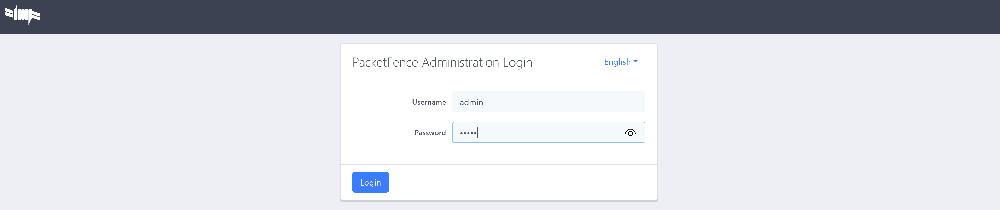 PacketFence Administration Login
English
Username admin
Password •••••
Login